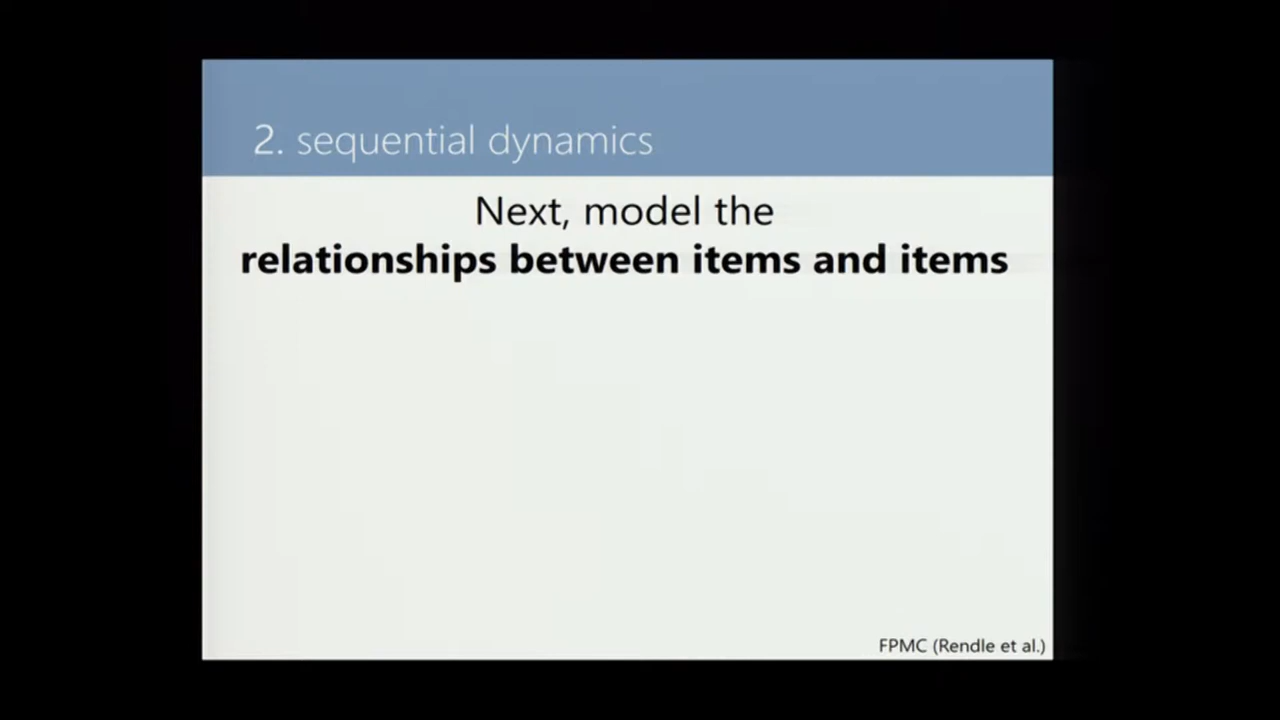 2. sequential dynamics
Next, model the
relationships between items and items
FPMC (Rendle et al.)